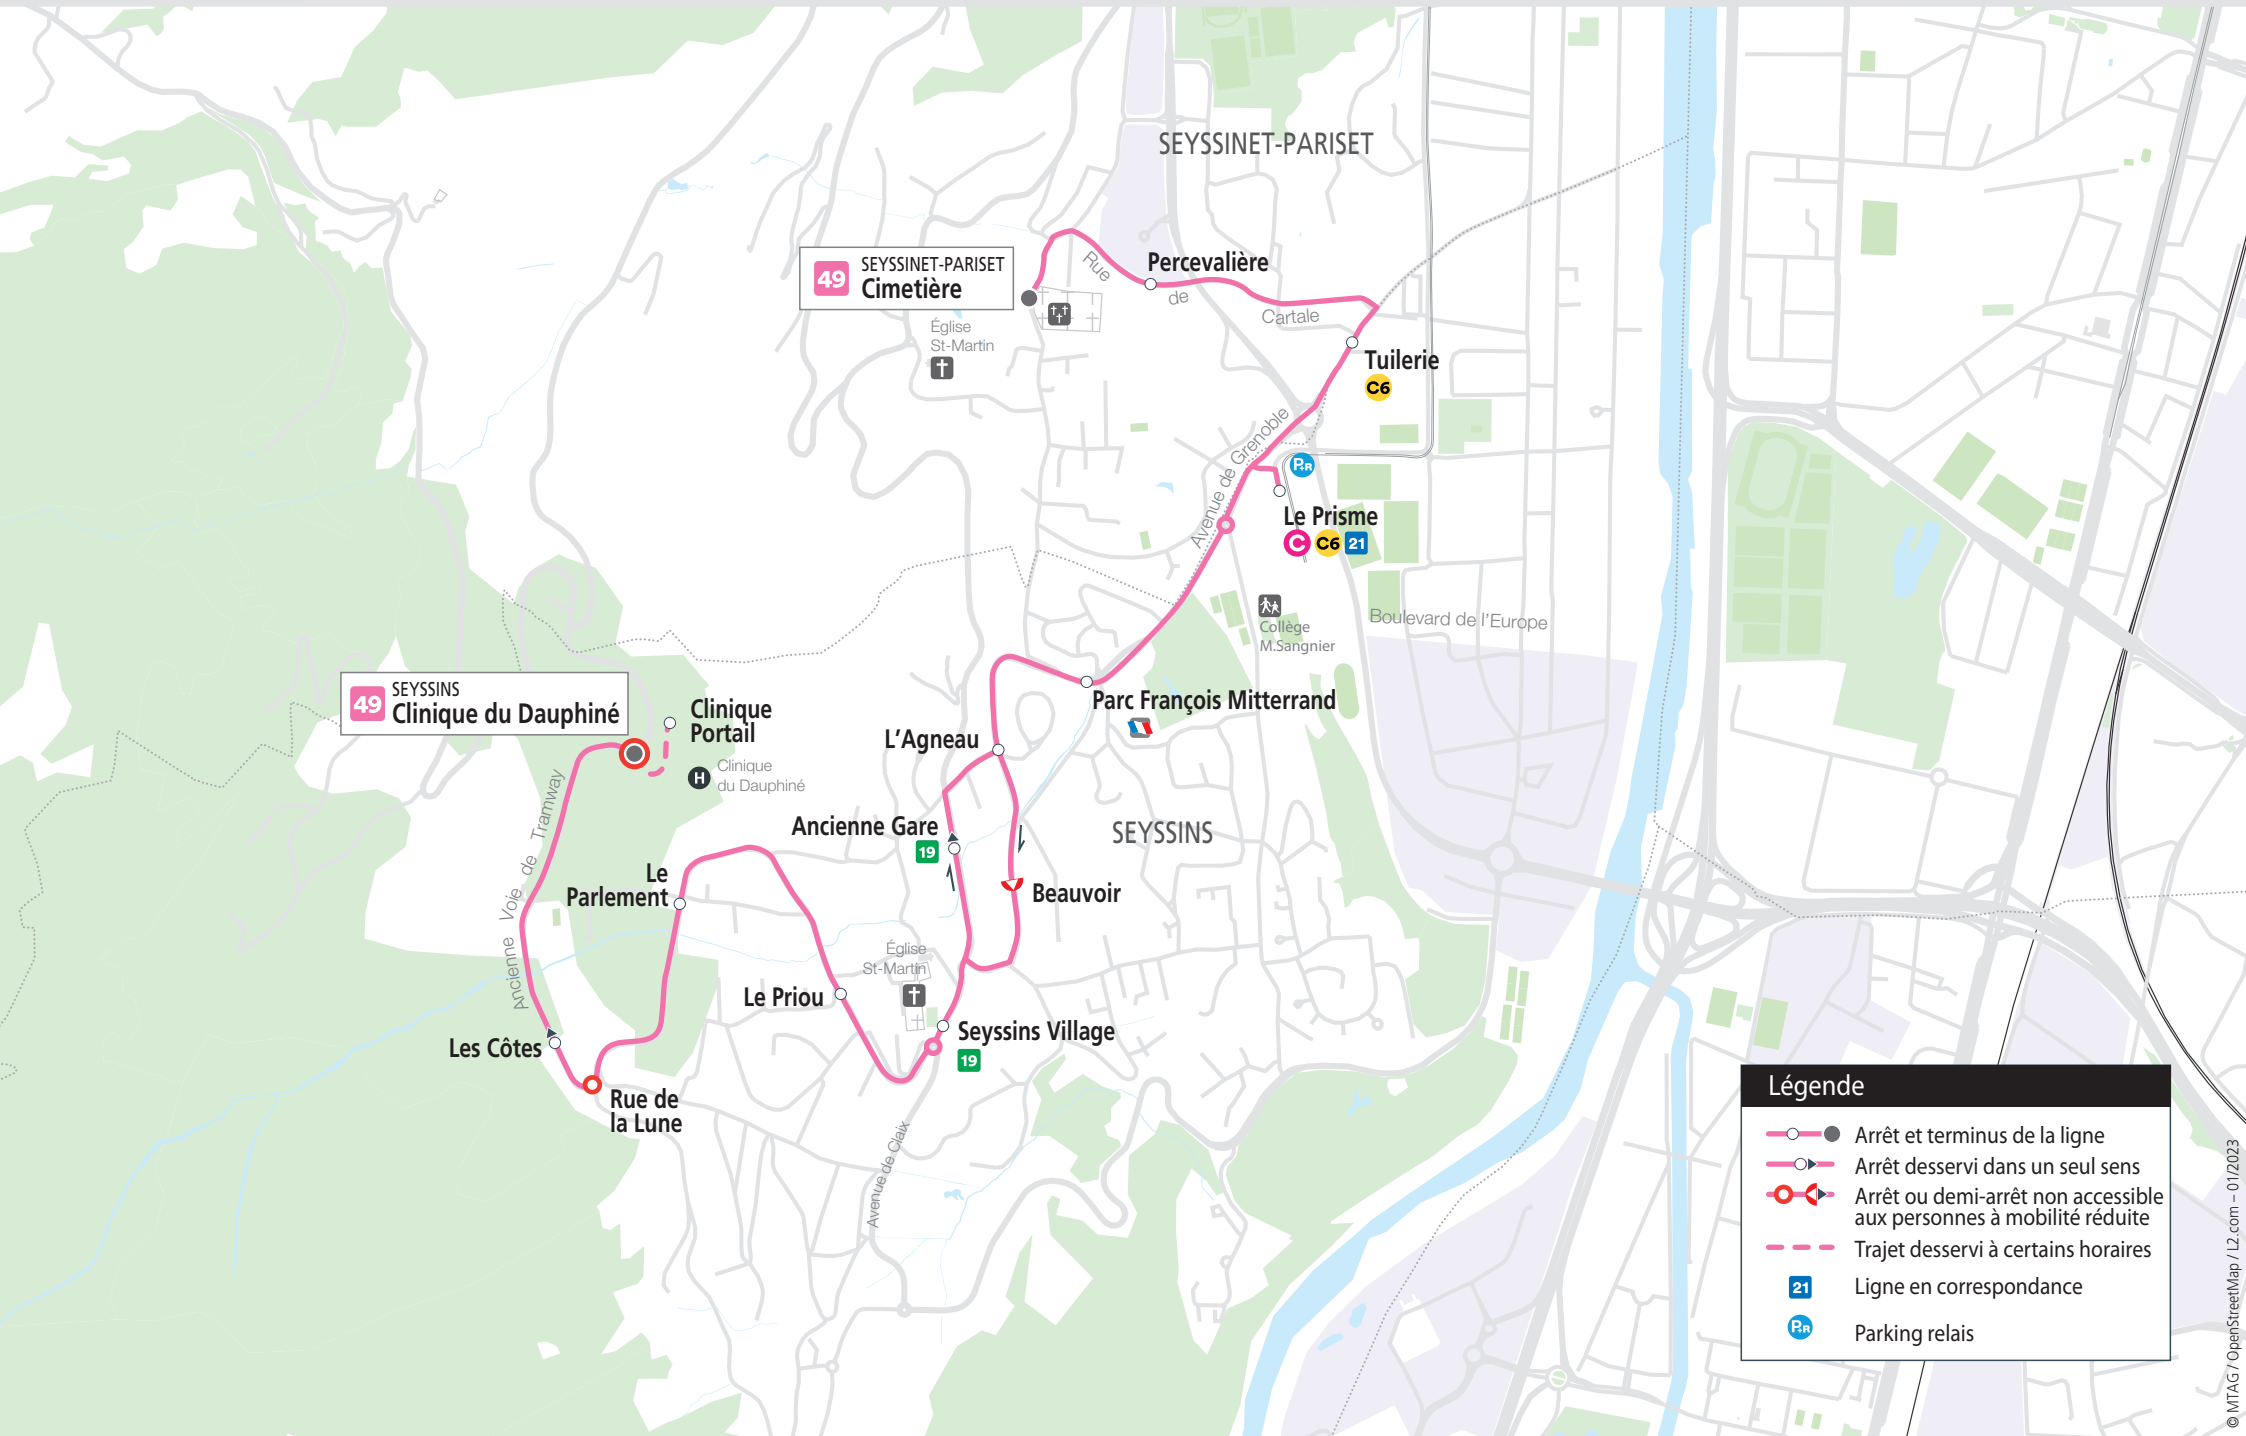 SEYSSINET-PARISET
49
SEYSSINET-PARISET
Cimetière
Percevalière
Rue
de
Cartale
Église
St-Martin
Tuilerie
C6
Avenue de Grenoble
P+R
Le Prisme
C C6 21
Collège
M.Sangnier
Boulevard de l'Europe
49
SEYSSINS
Clinique du Dauphiné
Clinique
Portail
H
Clinique
du Dauphiné
Parc François Mitterrand
L'Agneau
Ancienne Voie de Tramway
Ancienne Gare
19
SEYSSINS
Le
Parlement
Beauvoir
Église
St-Martin
Le Priou
Seyssins Village
19
Les Côtes
Rue de
la Lune
Avenue de Claix
Légende
Arrêt et terminus de la ligne
Arrêt desservi dans un seul sens
Arrêt ou demi-arrêt non accessible
aux personnes à mobilité réduite
Trajet desservi à certains horaires
21
Ligne en correspondance
P+R
Parking relais
© MTAG / OpenStreetMap / L2.com – 01/2023